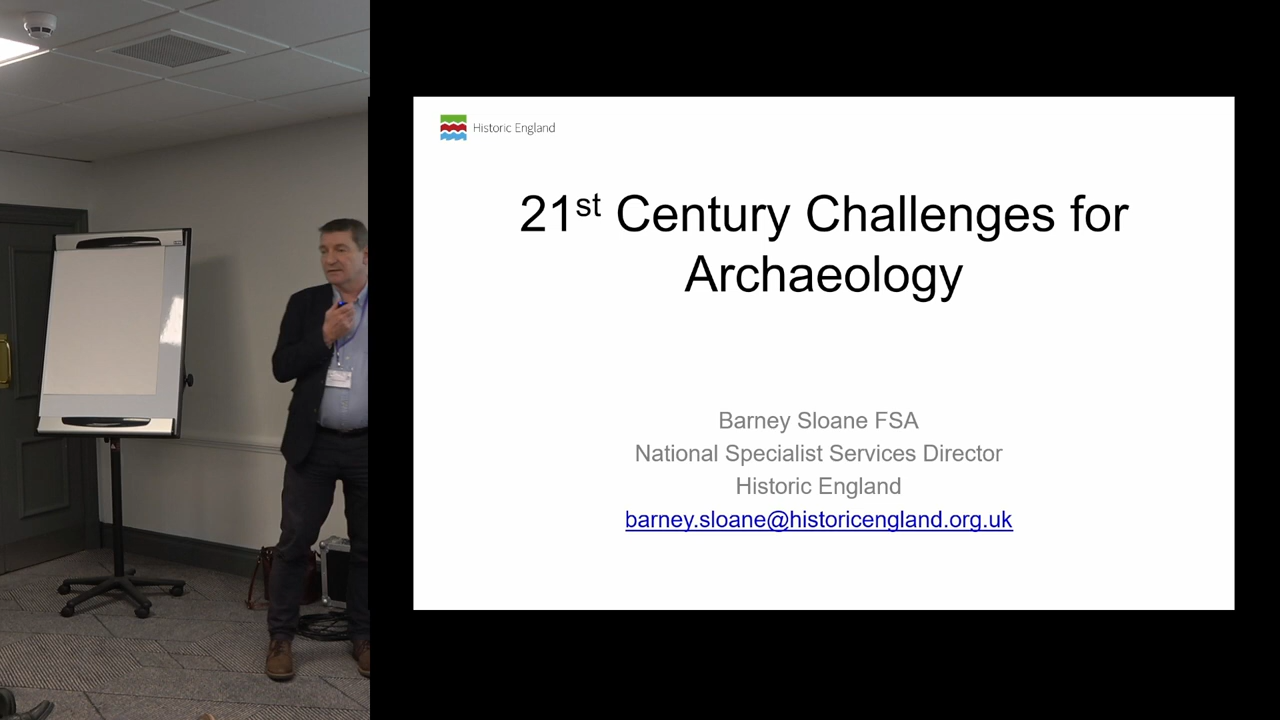 Historic England
21st Century Challenges for
Archaeology
Barney Sloane FSA
National Specialist Services Director
Historic England
barney.sloane@historicengland.org.uk